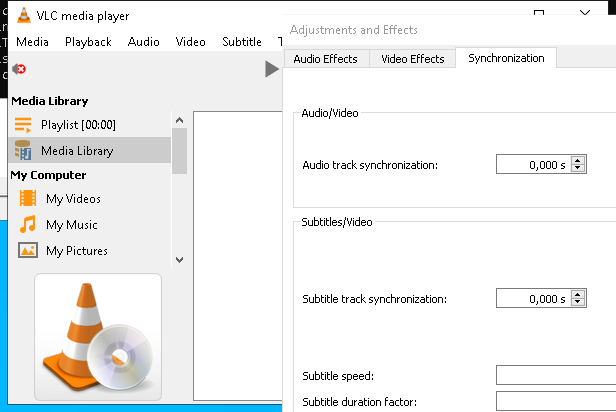 VLC media player
Media Playback Audio Video Subtitle
Media Library
Playlist [00:00]
Media Library
My Computer
My Videos
My Music
My Pictures
Adjustments and Effects
Audio Effects Video Effects Synchronization
Audio/Video
Audio track synchronization: 0,000 s
Subtitles/Video
Subtitle track synchronization: 0,000 s
Subtitle speed:
Subtitle duration factor: